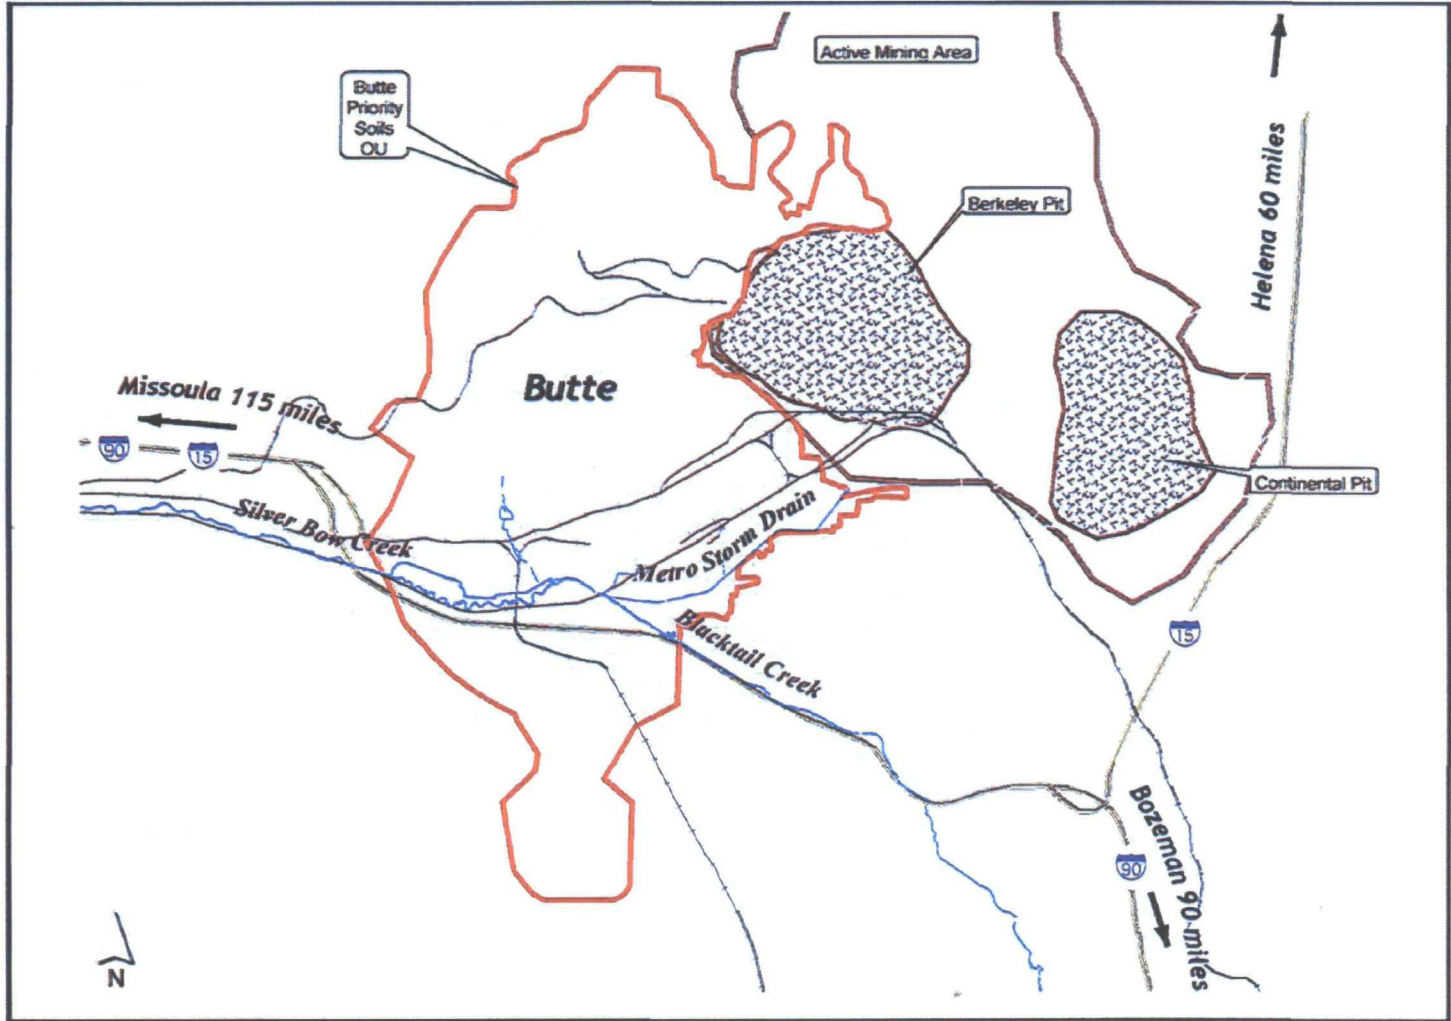 Active Mining Area
Butte
Priority
Soils
OU
Helena 60 miles
Berkeley Pit
Butte
Missoula 115 miles
90
15
Continental Pit
Silver Bow Creek
Metro Storm Drain
Blacktail Creek
15
Bozeman 90 miles
90
N